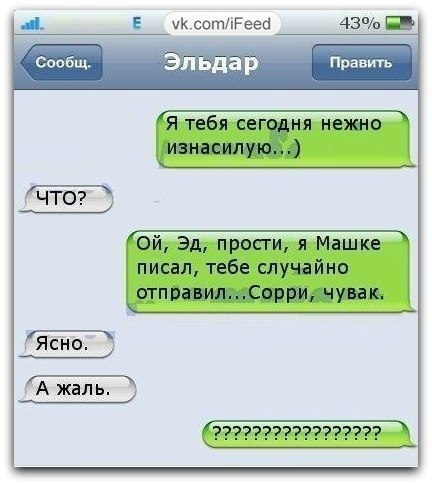 E vk.com/iFeed 43%
Сообщ. Эльдар Править
Я тебя сегодня нежно
изнасилую...)
ЧТО?
Ой, Эд, прости, я Машке
писал, тебе случайно
отправил...Сорри, чувак.
Ясно.
А жаль.
?????????????????